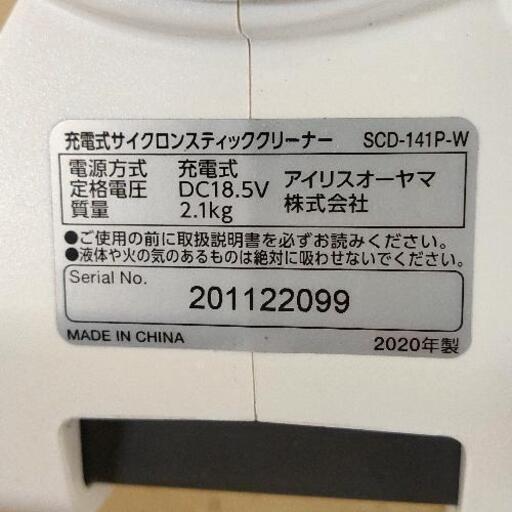 充電式サイクロンスティッククリーナー SCD-141P-W
電源方式 充電式
定格電圧 DC18.5V
質量 2.1kg
アイリスオーヤマ
株式会社
●ご使用の前に取扱説明書を必ずお読みください。
●液体や火の気のあるものは絶対に吸わせないでください。
Serial No.
201122099
MADE IN CHINA 2020年製